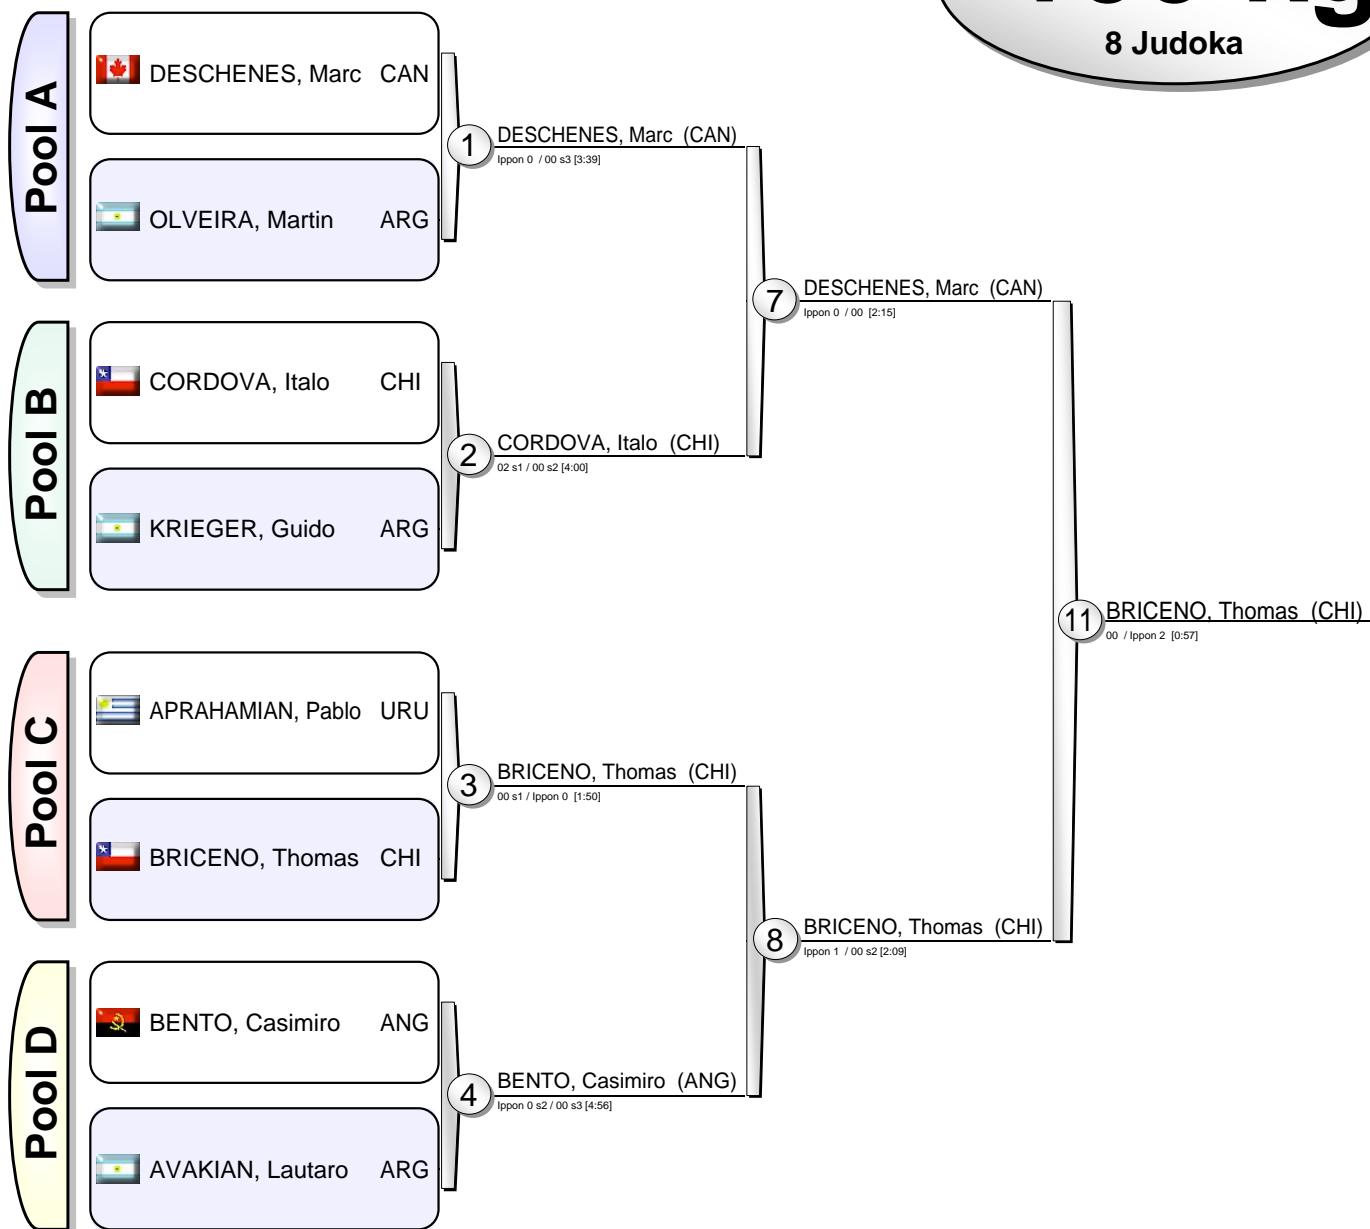 8 Judoka
Pool A
DESCHENES, Marc CAN
OLVEIRA, Martin ARG
1
DESCHENES, Marc (CAN)
Ippon 0 / 00 s3 [3:39]
Pool B
CORDOVA, Italo CHI
KRIEGER, Guido ARG
2
CORDOVA, Italo (CHI)
02 s1 / 00 s2 [4:00]
7
DESCHENES, Marc (CAN)
Ippon 0 / 00 [2:15]
Pool C
APRAHAMIAN, Pablo URU
BRICENO, Thomas CHI
3
BRICENO, Thomas (CHI)
00 s1 / Ippon 0 [1:50]
Pool D
BENTO, Casimiro ANG
AVAKIAN, Lautaro ARG
4
BENTO, Casimiro (ANG)
Ippon 0 s2 / 00 s3 [4:56]
8
BRICENO, Thomas (CHI)
Ippon 1 / 00 s2 [2:09]
11
BRICENO, Thomas (CHI)
00 / Ippon 2 [0:57]